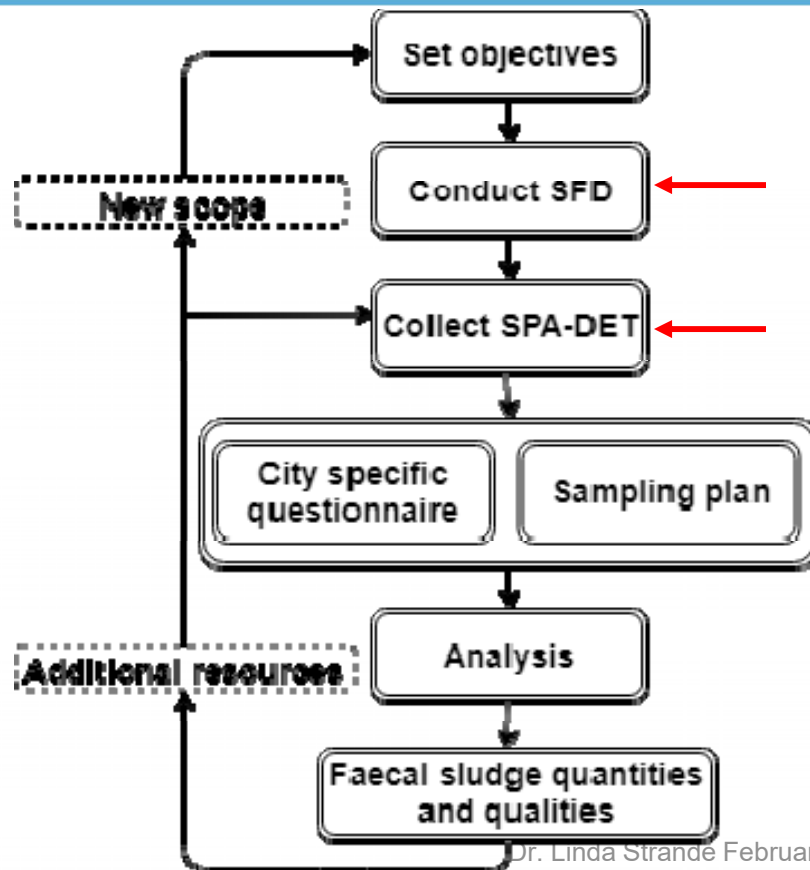 Set objectives
Conduct SFD
New scope
Collect SPA-DET
City specific
questionnaire
Sampling plan
Analysis
Additional resources
Faecal sludge quantities
and qualities
Dr. Linda Strande Februar